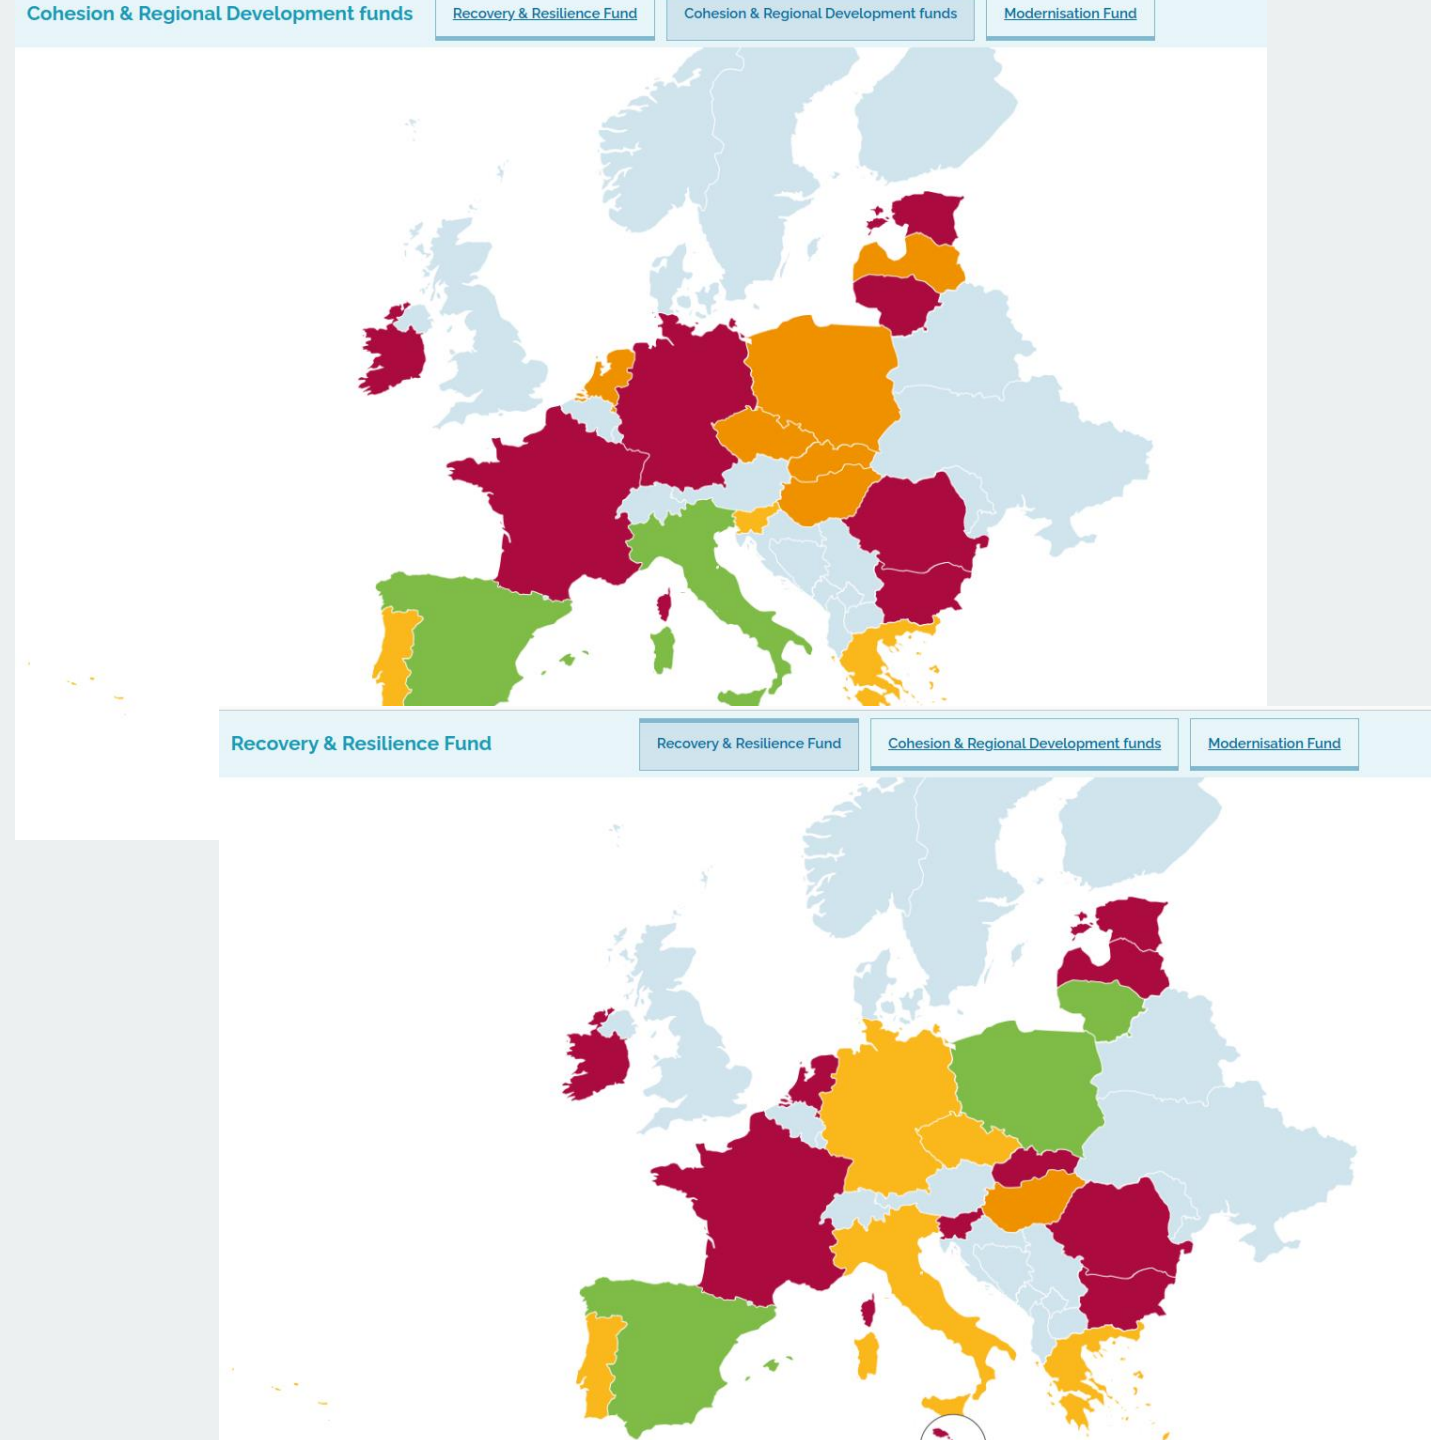 Cohesion & Regional Development funds
Recovery & Resilience Fund
Cohesion & Regional Development funds
Modernisation Fund
Recovery & Resilience Fund
Recovery & Resilience Fund
Cohesion & Regional Development funds
Modernisation Fund